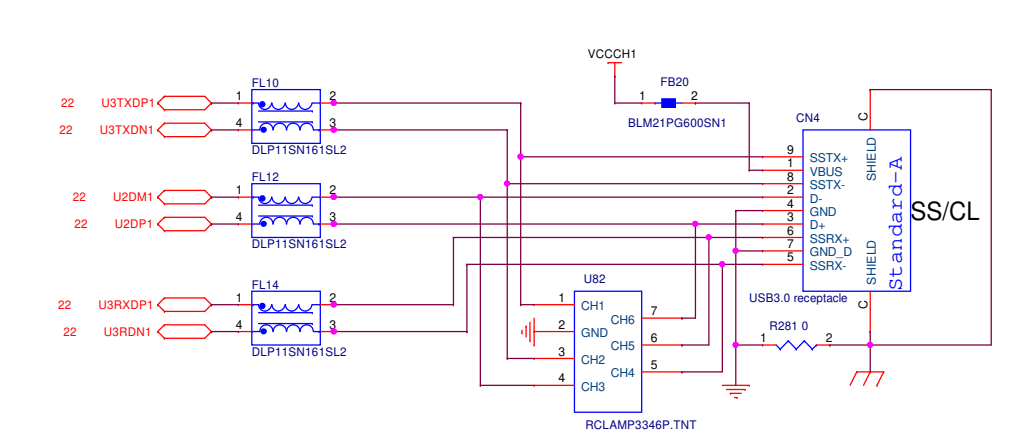 VCCCH1
FL10
FB20
22 U3TXDP1 1 2
1 2
BLM21PG600SN1
22 U3TXDN1 4 3
DLP11SN161SL2
CN4
C
9 SSTX+
1 VBUS
8 SSTX-
2 D-
4 GND
3 D+
6 SSRX+
7 GND_D
5 SSRX-
SHIELD
SHIELD
Standard-A
SS/CL
C
USB3.0 receptacle
FL12
22 U2DM1 1 2
22 U2DP1 4 3
DLP11SN161SL2
FL14
22 U3RXDP1 1 2
22 U3RDN1 4 3
DLP11SN161SL2
U82
1 CH1
2 GND
3 CH2
4 CH3
CH6 7
CH5 6
CH4 5
RCLAMP3346P.TNT
R281 0
1 2